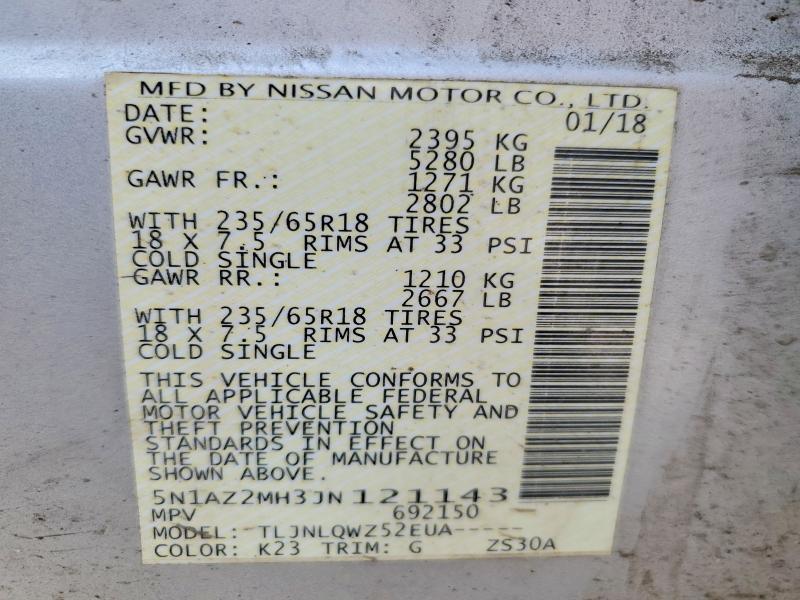 MFD BY NISSAN MOTOR CO., LTD.
DATE: 01/18
GVWR: 2395 KG
5280 LB
GAWR FR.: 1271 KG
2802 LB
WITH 235/65R18 TIRES
18 X 7.5 RIMS AT 33 PSI
COLD SINGLE
GAWR RR.: 1210 KG
2667 LB
WITH 235/65R18 TIRES
18 X 7.5 RIMS AT 33 PSI
COLD SINGLE
THIS VEHICLE CONFORMS TO
ALL APPLICABLE FEDERAL
MOTOR VEHICLE SAFETY AND
THEFT PREVENTION
STANDARDS IN EFFECT ON
THE DATE OF MANUFACTURE
SHOWN ABOVE.
5N1AZ2MH3JN121143
MPV 692150
MODEL: TLJNLQWZ52EUA-----
COLOR: K23 TRIM: G ZS30A